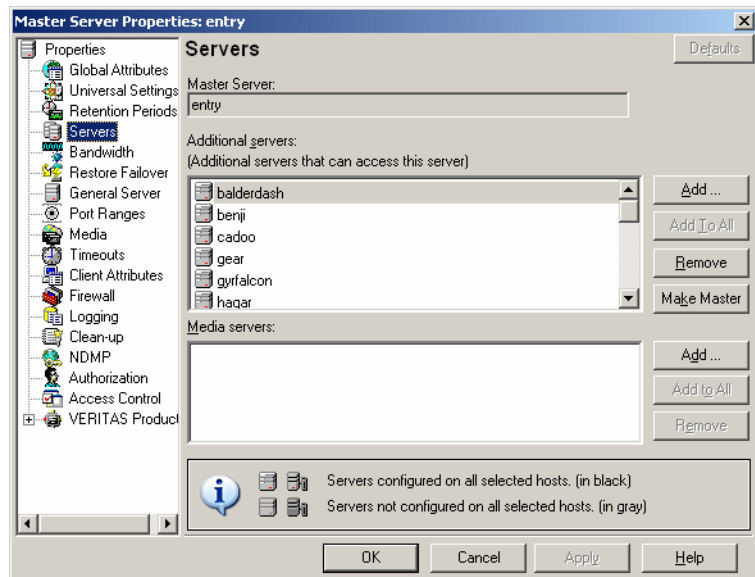 Master Server Properties: entry
Properties
Global Attributes
Universal Settings
Retention Periods
Servers
Bandwidth
Restore Failover
General Server
Port Ranges
Media
Timeouts
Client Attributes
Firewall
Logging
Clean-up
NDMP
Authorization
Access Control
VERITAS Product
Servers
Defaults
Master Server:
entry
Additional servers:
(Additional servers that can access this server)
balderdash
benji
cadoo
gear
gyrfalcon
hagar
Add ...
Add To All
Remove
Make Master
Media servers:
Add ...
Add to All
Remove
Servers configured on all selected hosts. (in black)
Servers not configured on all selected hosts. (in gray)
OK
Cancel
Apply
Help